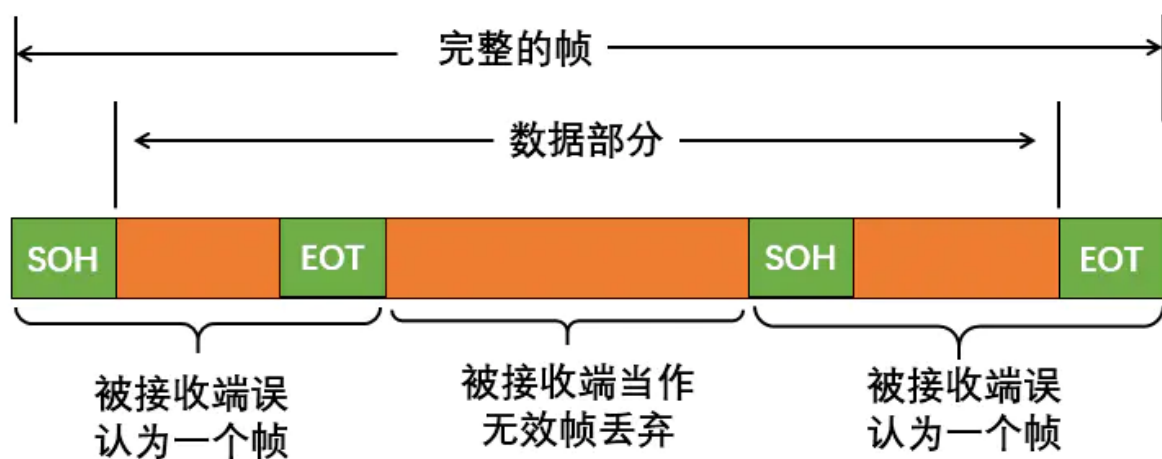 完整的帧
数据部分
SOH
EOT
SOH
EOT
被接收端误
认为一个帧
被接收端当作
无效帧丢弃
被接收端误
认为一个帧